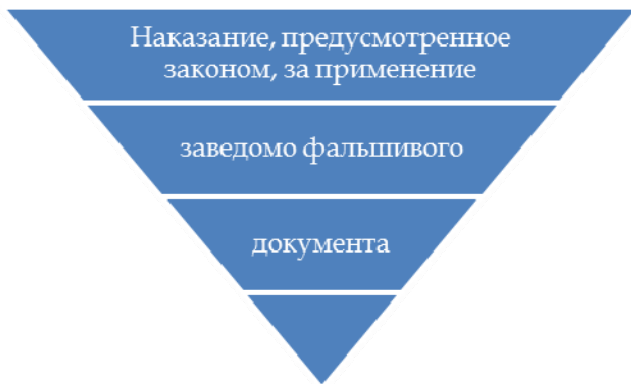 Наказание, предусмотренное
законом, за применение
заведомо фальшивого
документа